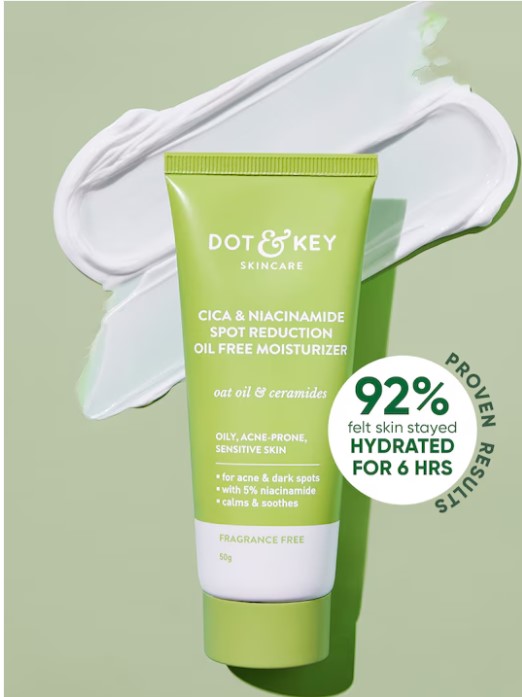 DOT & KEY
SKINCARE
CICA & NIACINAMIDE
SPOT REDUCTION
OIL FREE MOISTURIZER
oat oil & ceramides
OILY, ACNE-PRONE,
SENSITIVE SKIN
• for acne & dark spots
• with 5% niacinamide
• calms & soothes
FRAGRANCE FREE
50g
92%
felt skin stayed
HYDRATED
FOR 6 HRS
PROVEN RESULTS